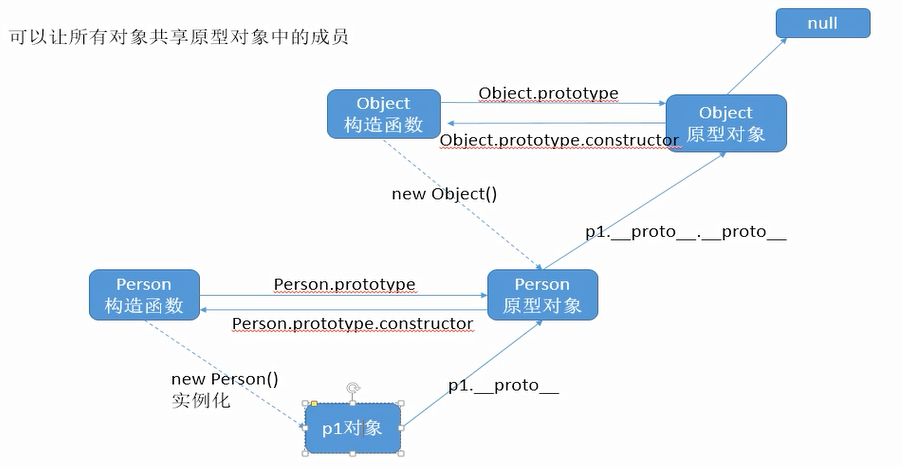 可以让所有对象共享原型对象中的成员
null
Object
构造函数
Object.prototype
Object
原型对象
Object.prototype.constructor
new Object()
p1.__proto__.__proto__
Person
构造函数
Person.prototype
Person
原型对象
Person.prototype.constructor
new Person()
实例化
p1.__proto__
p1对象